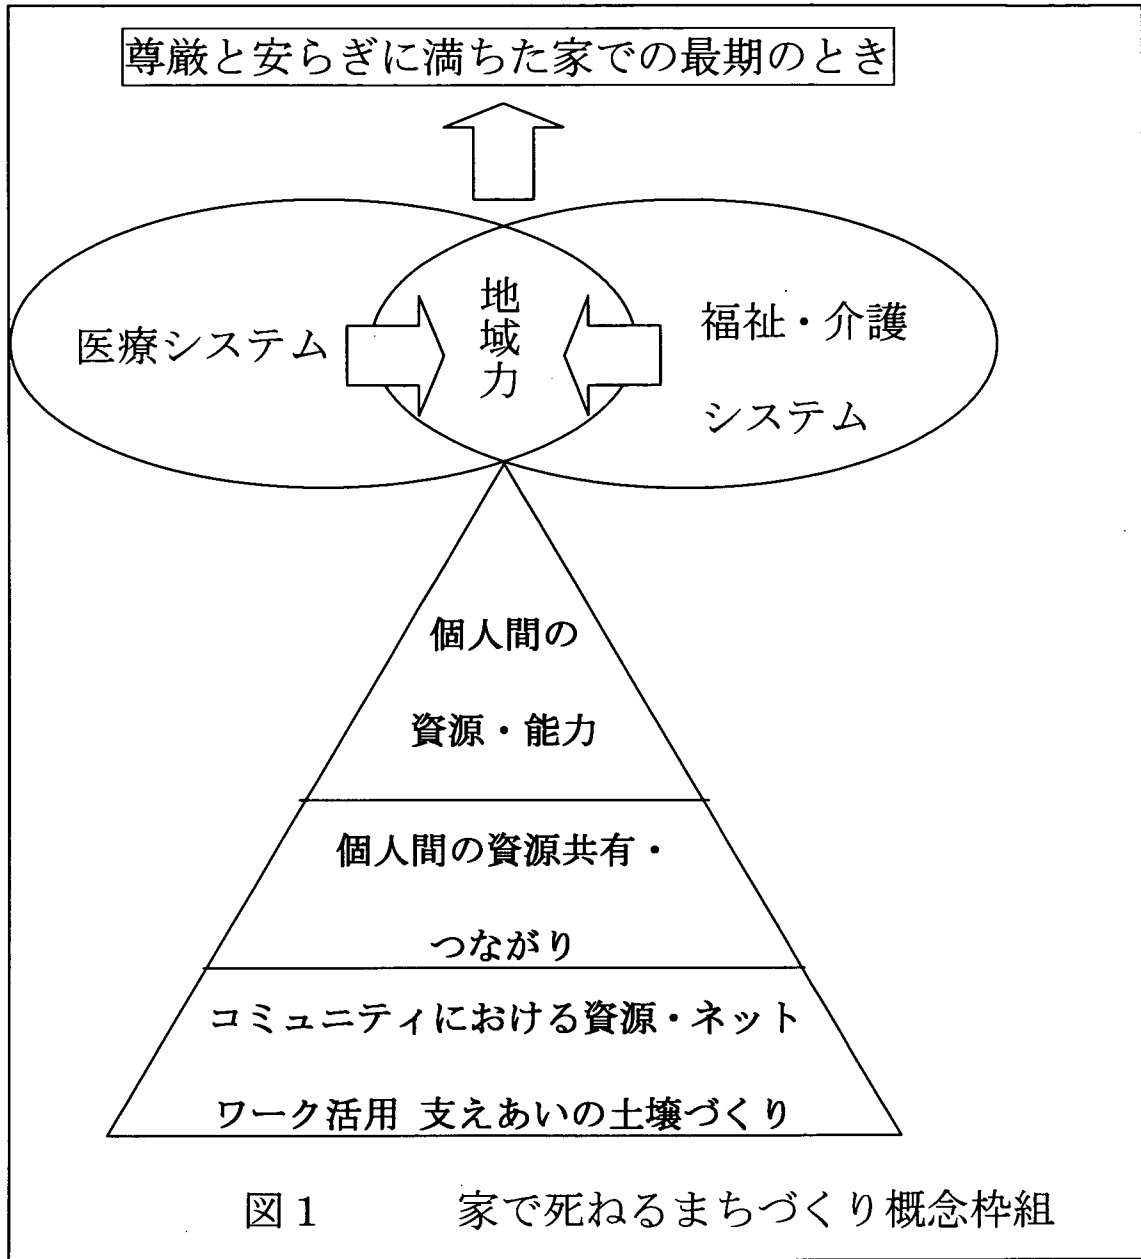 尊厳と安らぎに満ちた家での最期のとき
地域力
医療システム
福祉・介護
システム
個人間の
資源・能力
個人間の資源共有・
つながり
コミュニティにおける資源・ネット
ワーク活用 支えあいの土壌づくり
図1 家で死ねるまちづくり概念枠組